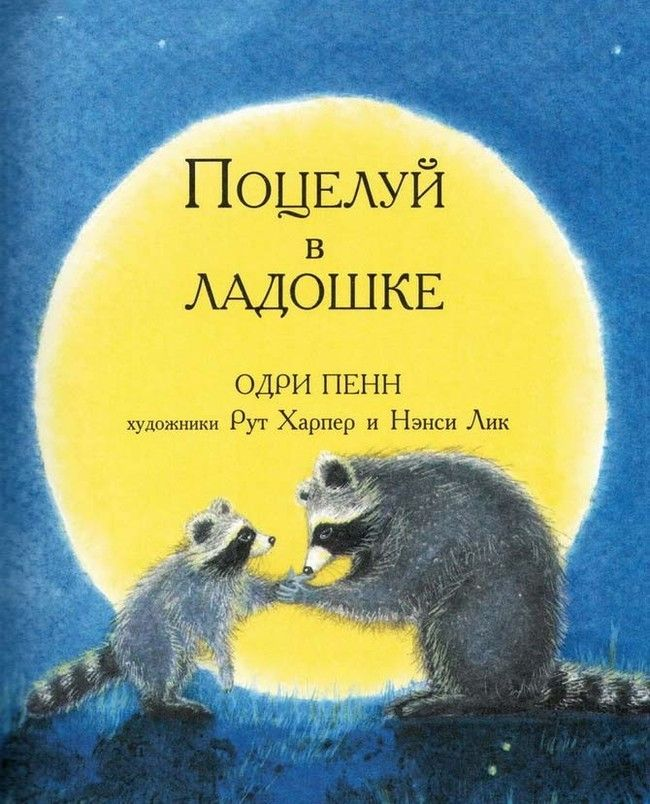 Поцелуй
в
ладошке
ОДРИ ПЕНН
художники Рут Харпер и Нэнси Лик